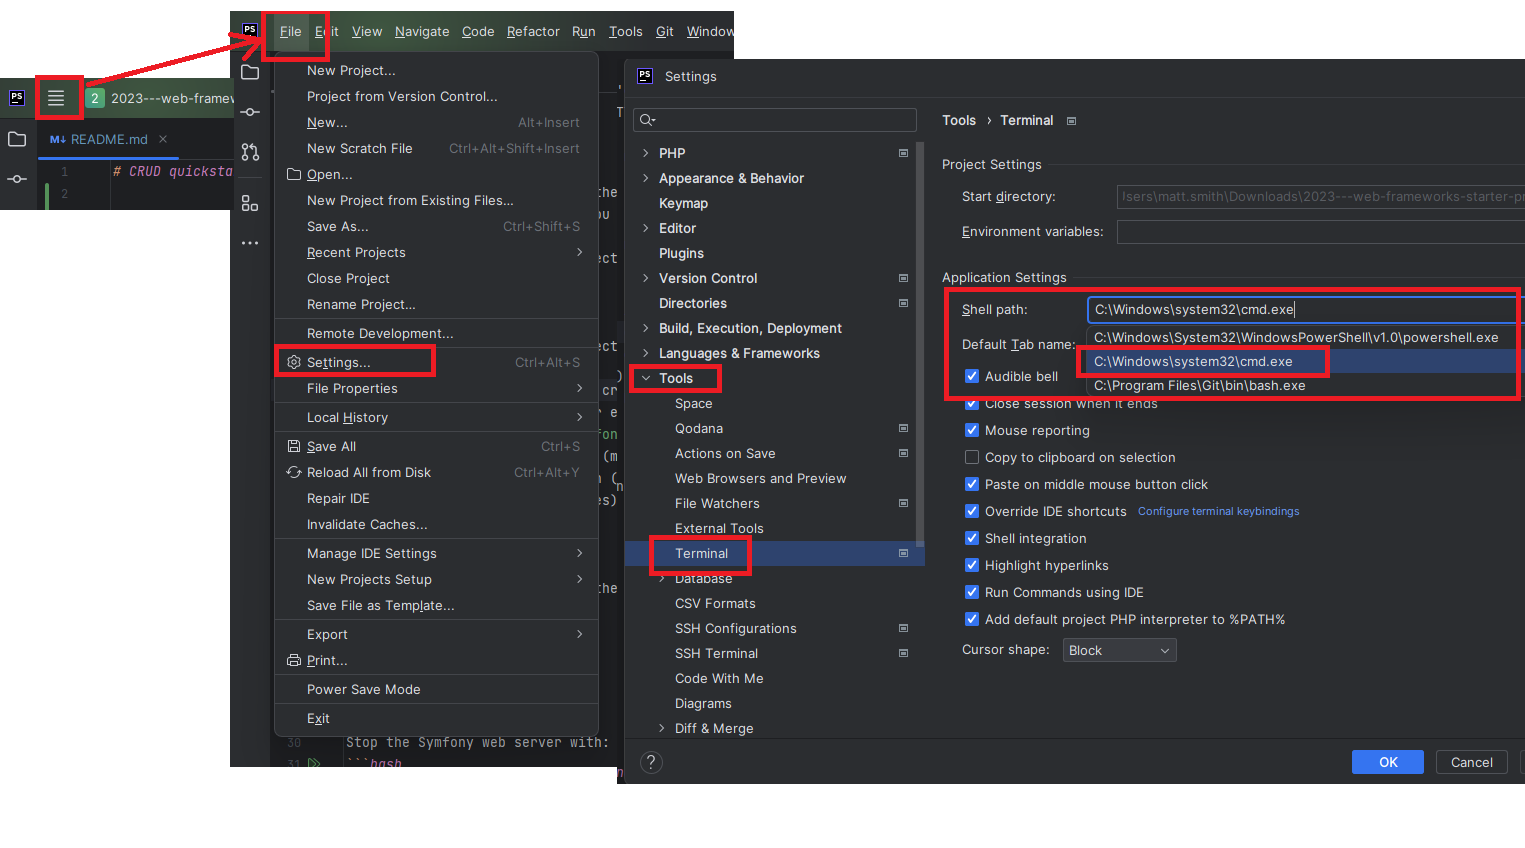 PS
2
2023---web-framew
M↓ README.md ×
1
# CRUD quicksta
2
PS
File Edit View Navigate Code Refactor Run Tools Git Window
New Project...
Project from Version Control...
New... Alt+Insert
New Scratch File Ctrl+Alt+Shift+Insert
Open...
New Project from Existing Files...
Save As... Ctrl+Shift+S
Recent Projects
Close Project
Rename Project...
Remote Development...
Settings... Ctrl+Alt+S
File Properties
Local History
Save All Ctrl+S
Reload All from Disk Ctrl+Alt+Y
Repair IDE
Invalidate Caches...
Manage IDE Settings
New Projects Setup
Save File as Template...
Export
Print...
Power Save Mode
Exit
30 Stop the Symfony web server with:
31 ```bash
PS Settings
PHP
Appearance & Behavior
Keymap
Editor
Plugins
Version Control
Directories
Build, Execution, Deployment
Languages & Frameworks
Tools
Space
Qodana
Actions on Save
Web Browsers and Preview
File Watchers
External Tools
Terminal
Database
CSV Formats
SSH Configurations
SSH Terminal
Code With Me
Diagrams
Diff & Merge
?
Tools › Terminal
Project Settings
Start directory: \sers\matt.smith\Downloads\2023---web-frameworks-starter-pr
Environment variables:
Application Settings
Shell path: C:\Windows\system32\cmd.exe
C:\Windows\System32\WindowsPowerShell\v1.0\powershell.exe
Default Tab name:
C:\Windows\system32\cmd.exe
Audible bell
C:\Program Files\Git\bin\bash.exe
Close session when it ends
Mouse reporting
Copy to clipboard on selection
Paste on middle mouse button click
Override IDE shortcuts Configure terminal keybindings
Shell integration
Highlight hyperlinks
Run Commands using IDE
Add default project PHP interpreter to %PATH%
Cursor shape: Block
OK Cancel